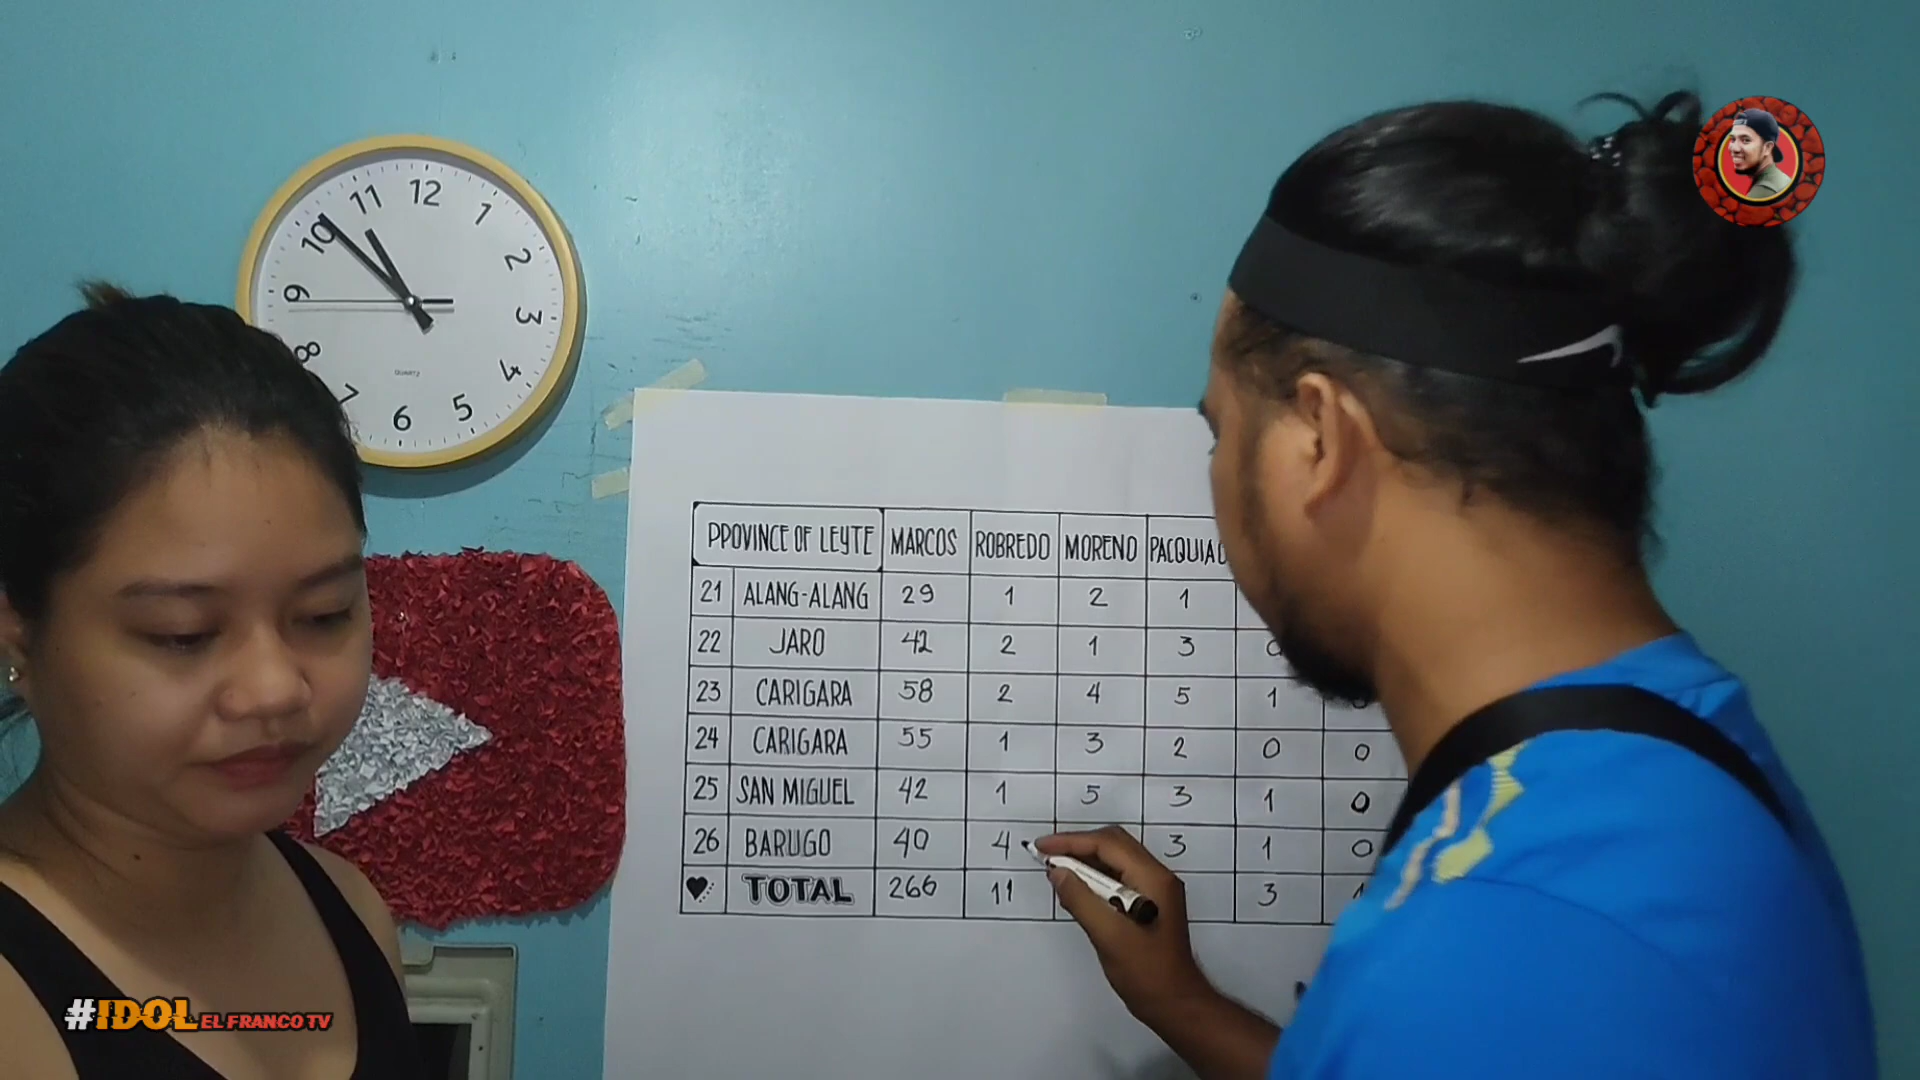 12
11
1
10
2
9
3
8
4
7
5
6
QUARTZ
PPOVINCE OF LEYTE MARCOS ROBREDO MORENO PACQUIAO
21 ALANG-ALANG 29 1 2 1
22 JARO 42 2 1 3
23 CARIGARA 58 2 4 5 1
24 CARIGARA 55 1 3 2 0 0
25 SAN MIGUEL 42 1 5 3 1 0
26 BARUGO 40 4 3 1 0
TOTAL 266 11 3
#IDOL EL FRANCO TV